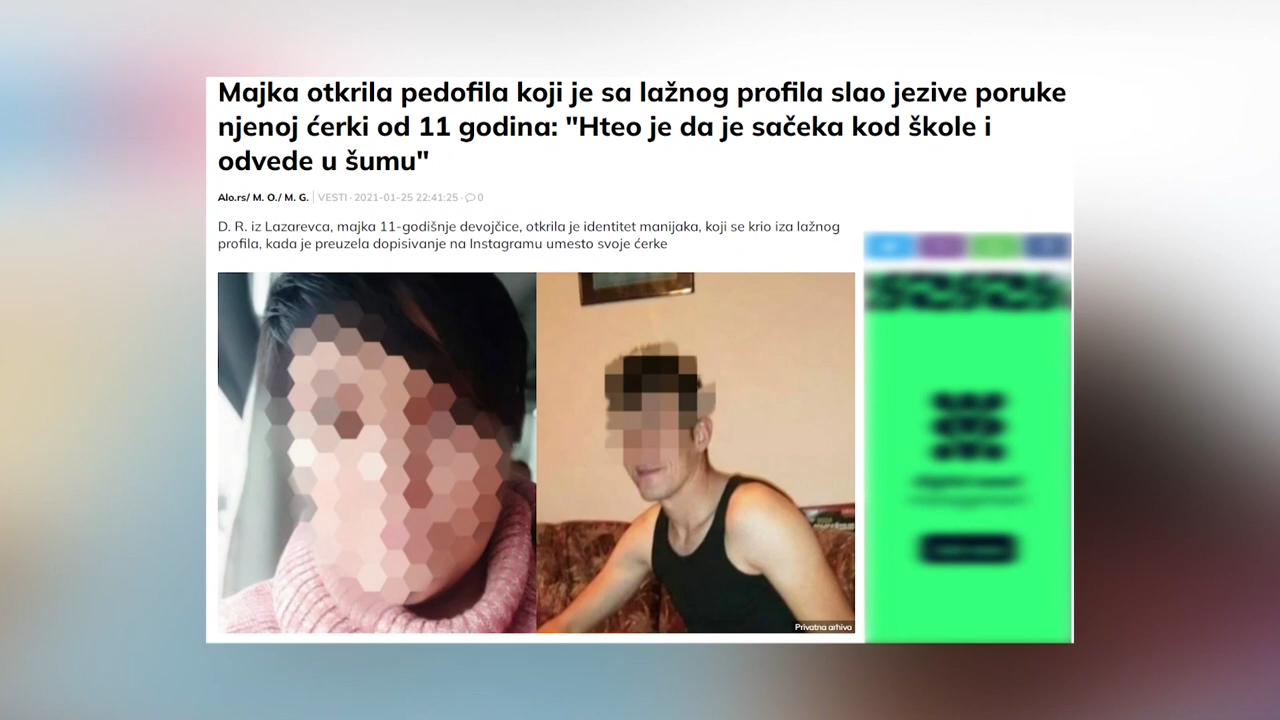 Majka otkrila pedofila koji je sa lažnog profila slao jezive poruke
njenoj ćerki od 11 godina: "Hteo je da je sačeka kod škole i
odvede u šumu"
Alo.rs/ M. O./ M. G. VESTI · 2021-01-25 22:41:25 · 0
D. R. iz Lazarevca, majka 11-godišnje devojčice, otkrila je identitet manijaka, koji se krio iza lažnog
profila, kada je preuzela dopisivanje na Instagramu umesto svoje ćerke
Privatna arhiva